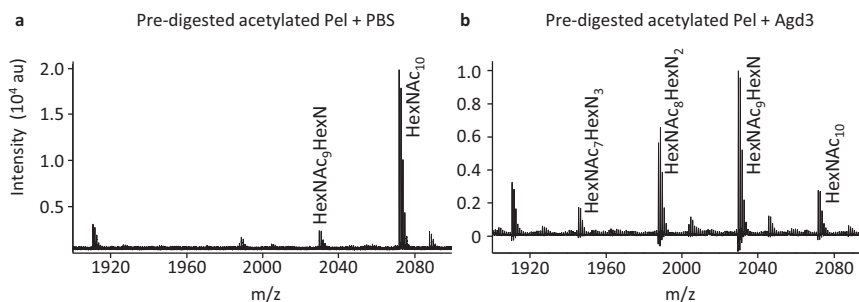 a Pre-digested acetylated Pel + PBS
Intensity (10⁴ au)
2.0
1.5
1.0
0.5
HexNAc₉HexN
HexNAc₁₀
1920 1960 2000 2040 2080
m/z
b Pre-digested acetylated Pel + Agd3
1.0
0.8
0.6
0.4
0.2
0
HexNAc₇HexN₃
HexNAc₈HexN₂
HexNAc₉HexN
HexNAc₁₀
1920 1960 2000 2040 2080
m/z